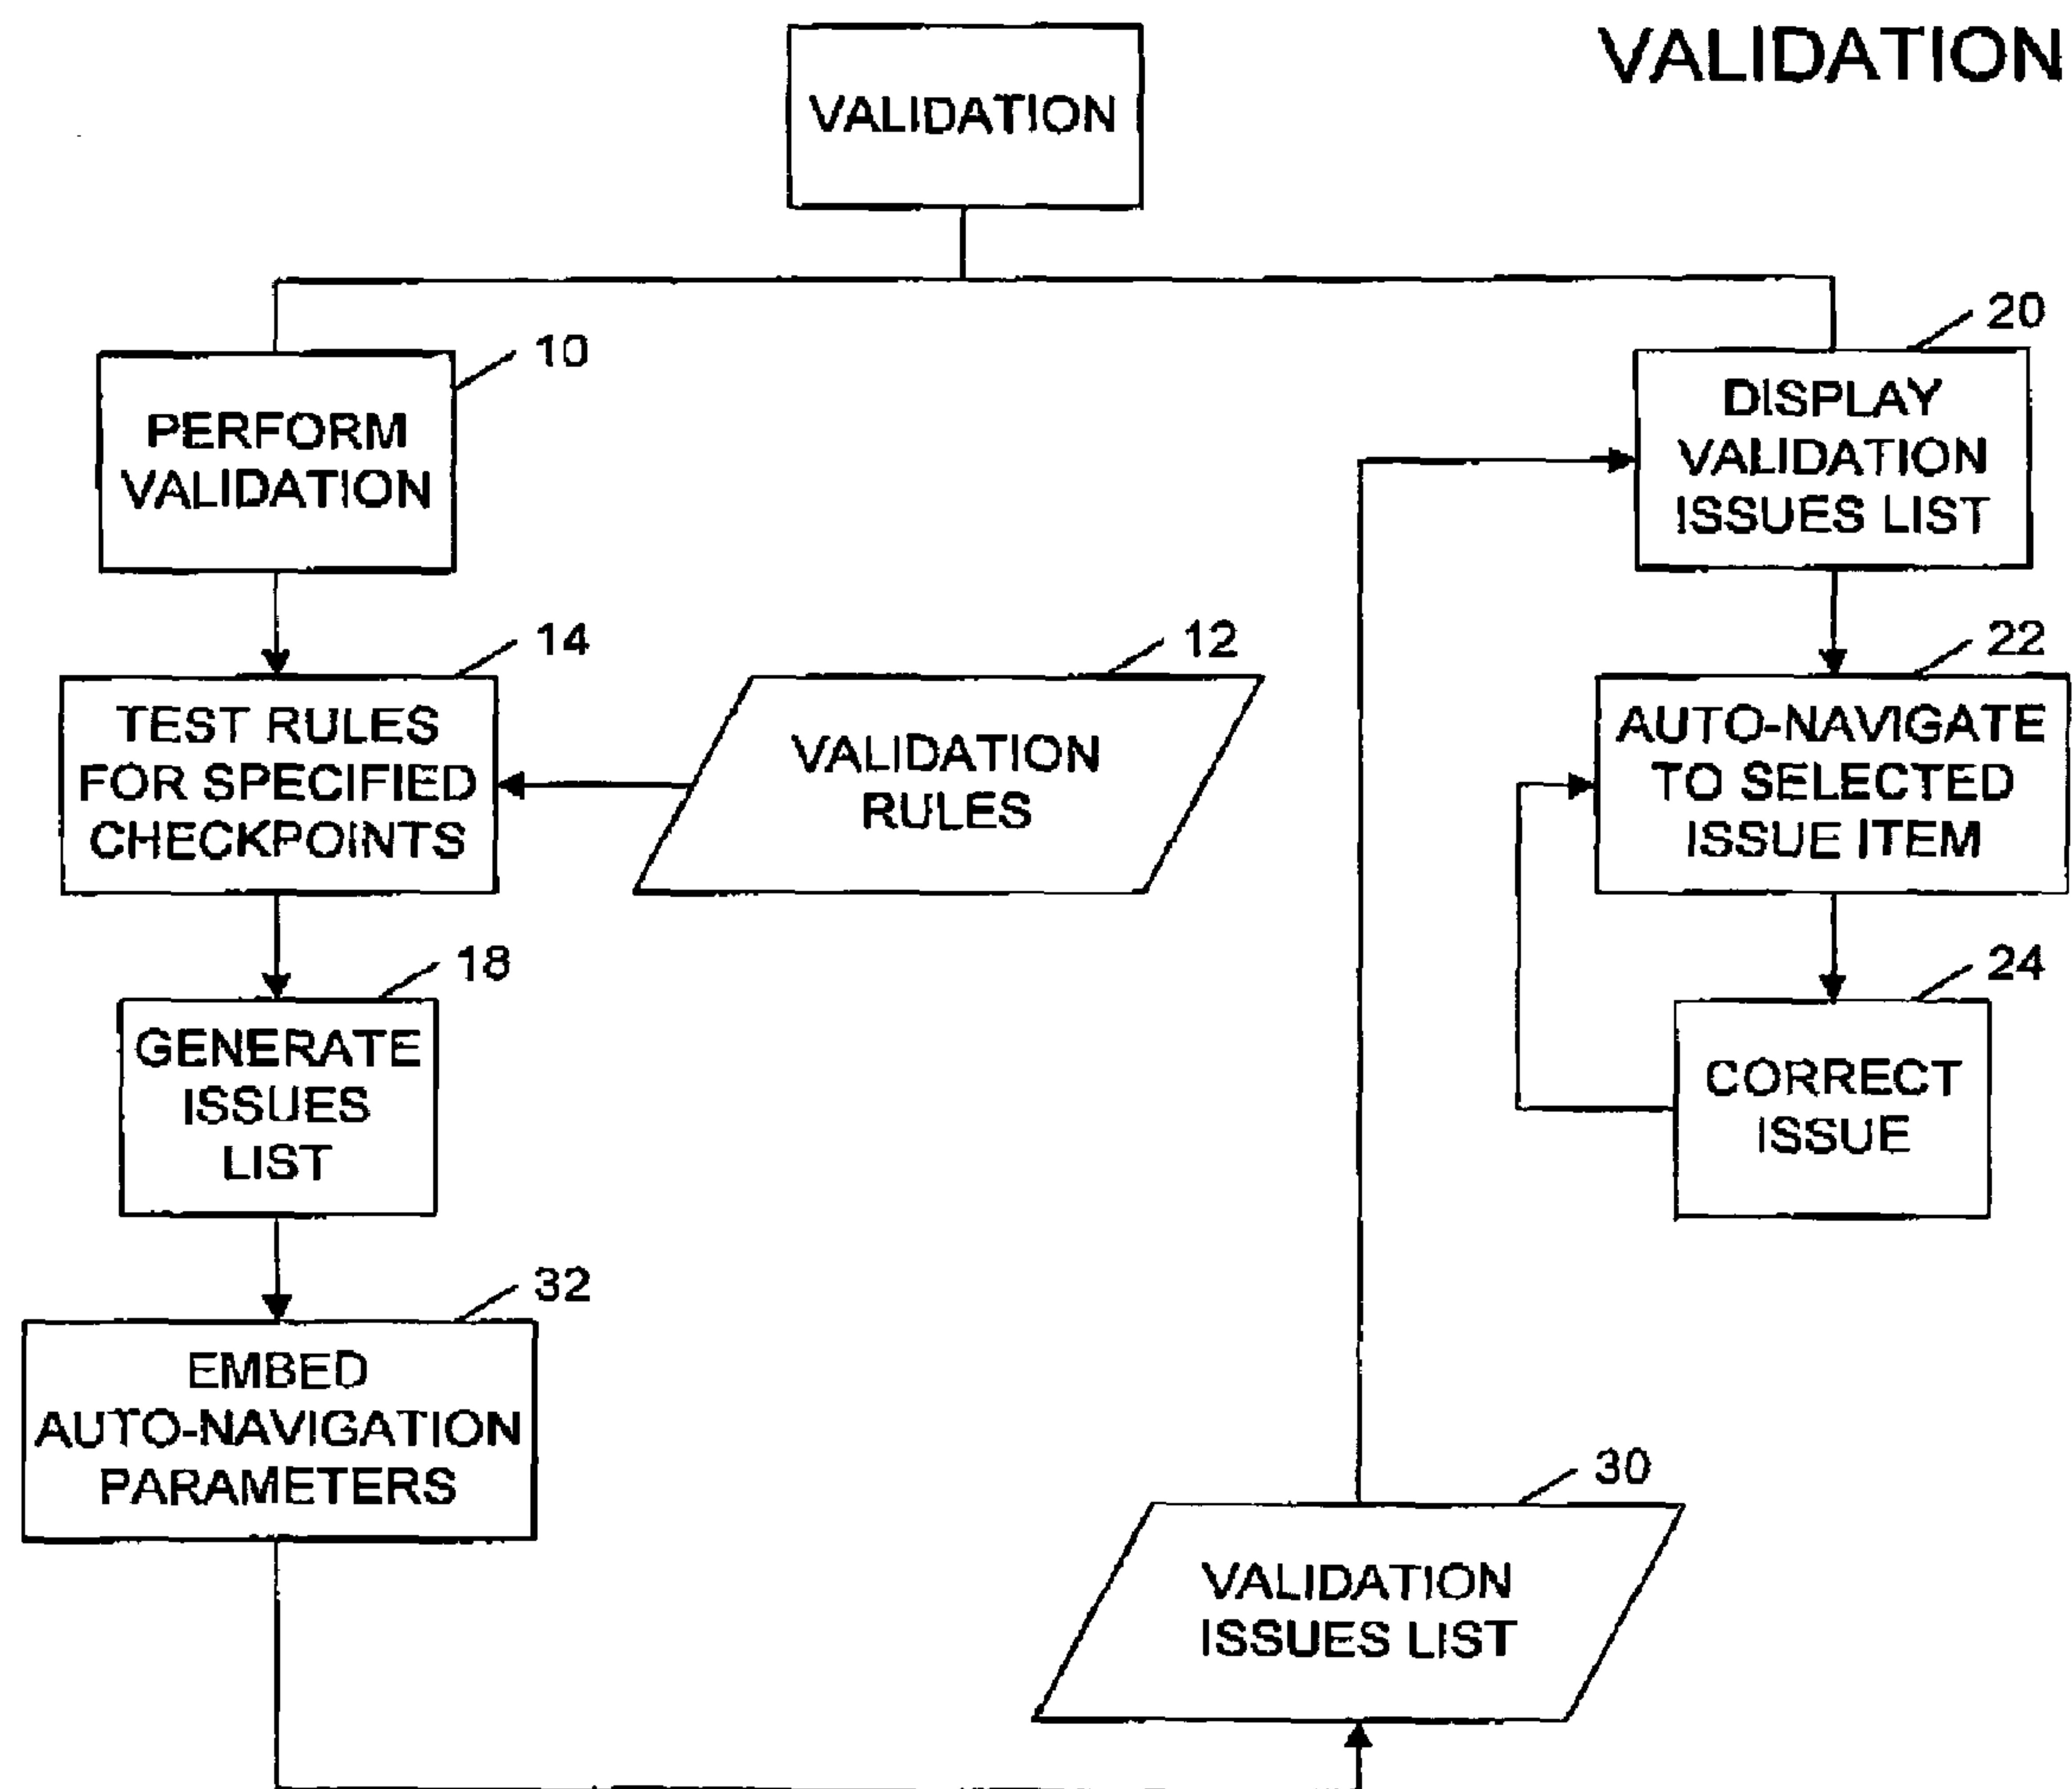 VALIDATION
VALIDATION
10
PERFORM
VALIDATION
20
DISPLAY
VALIDATION
ISSUES LIST
14
TEST RULES
FOR SPECIFIED
CHECKPOINTS
12
VALIDATION
RULES
22
AUTO-NAVIGATE
TO SELECTED
ISSUE ITEM
18
GENERATE
ISSUES
LIST
24
CORRECT
ISSUE
32
EMBED
AUTO-NAVIGATION
PARAMETERS
30
VALIDATION
ISSUES LIST